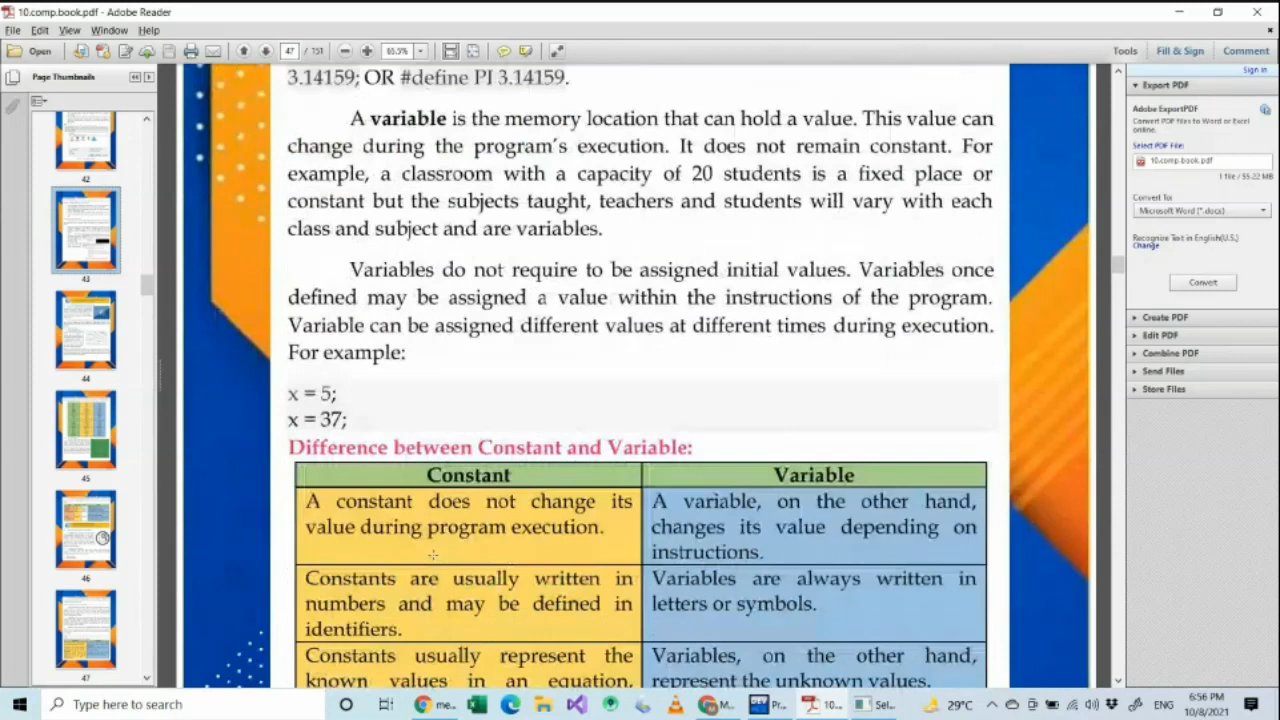 10.comp.book.pdf - Adobe Reader
File Edit View Window Help
Open 47 / 151 65.3% Tools Fill & Sign Comment
Sign In
Page Thumbnails
42
43
44
45
46
47
3.14159; OR #define PI 3.14159.
A variable is the memory location that can hold a value. This value can
change during the program's execution. It does not remain constant. For
example, a classroom with a capacity of 20 students is a fixed place or
constant but the subjects taught, teachers and students will vary with each
class and subject and are variables.
Variables do not require to be assigned initial values. Variables once
defined may be assigned a value within the instructions of the program.
Variable can be assigned different values at different times during execution.
For example:
x = 5;
x = 37;
Difference between Constant and Variable:
Constant Variable
A constant does not change its
value during program execution.
A variable, on the other hand,
changes its value depending on
instructions.
Constants are usually written in
numbers and may be defined in
identifiers.
Variables are always written in
letters or symbols.
Constants usually represent the
known values in an equation,
Variables, on the other hand,
represent the unknown values.
Export PDF
Adobe ExportPDF
Convert PDF files to Word or Excel
online.
Select PDF File:
10.comp.book.pdf
1 file / 55.22 MB
Convert To:
Microsoft Word (*.docx)
Recognize Text in English(U.S.)
Change
Convert
Create PDF
Edit PDF
Combine PDF
Send Files
Store Files
Type here to search
me... M... DEV Pr... 10... Sel...
29°C ENG
6:56 PM
10/8/2021